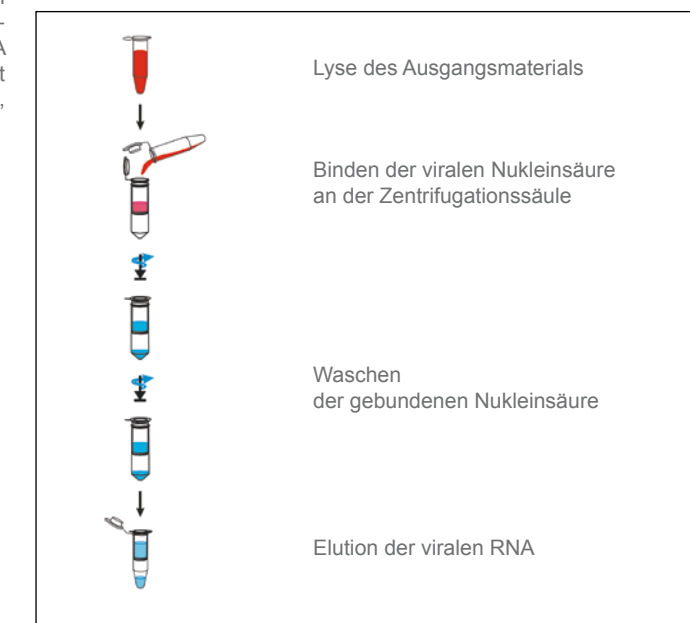 A
t
Lyse des Ausgangsmaterials
Binden der viralen Nukleinsäure
an der Zentrifugationssäule
Waschen
der gebundenen Nukleinsäure
Elution der viralen RNA